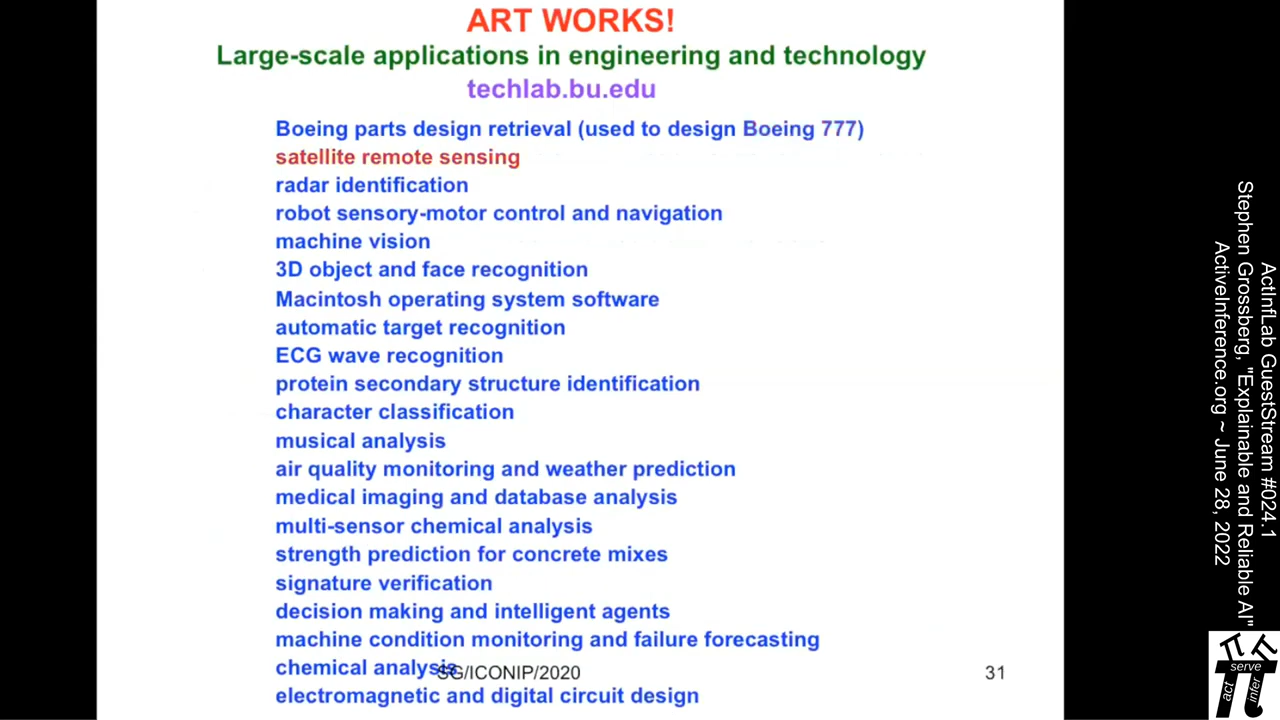 ART WORKS!
Large-scale applications in engineering and technology
techlab.bu.edu
Boeing parts design retrieval (used to design Boeing 777)
satellite remote sensing
radar identification
robot sensory-motor control and navigation
machine vision
3D object and face recognition
Macintosh operating system software
automatic target recognition
ECG wave recognition
protein secondary structure identification
character classification
musical analysis
air quality monitoring and weather prediction
medical imaging and database analysis
multi-sensor chemical analysis
strength prediction for concrete mixes
signature verification
decision making and intelligent agents
machine condition monitoring and failure forecasting
chemical analysis
SG/ICONIP/2020
31
electromagnetic and digital circuit design
ActInfLab GuestStream #024.1
Stephen Grossberg, "Explainable and Reliable AI"
ActiveInference.org ~ June 28, 2022
serve
act
infer